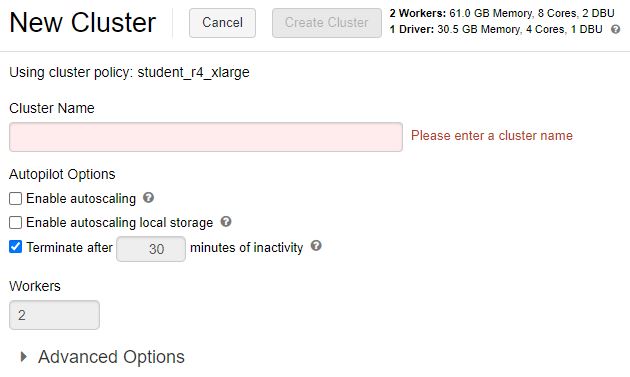 New Cluster
Cancel
Create Cluster
2 Workers: 61.0 GB Memory, 8 Cores, 2 DBU
1 Driver: 30.5 GB Memory, 4 Cores, 1 DBU ?
Using cluster policy: student_r4_xlarge
Cluster Name
Please enter a cluster name
Autopilot Options
Enable autoscaling ?
Enable autoscaling local storage ?
Terminate after 30 minutes of inactivity ?
Workers
2
Advanced Options